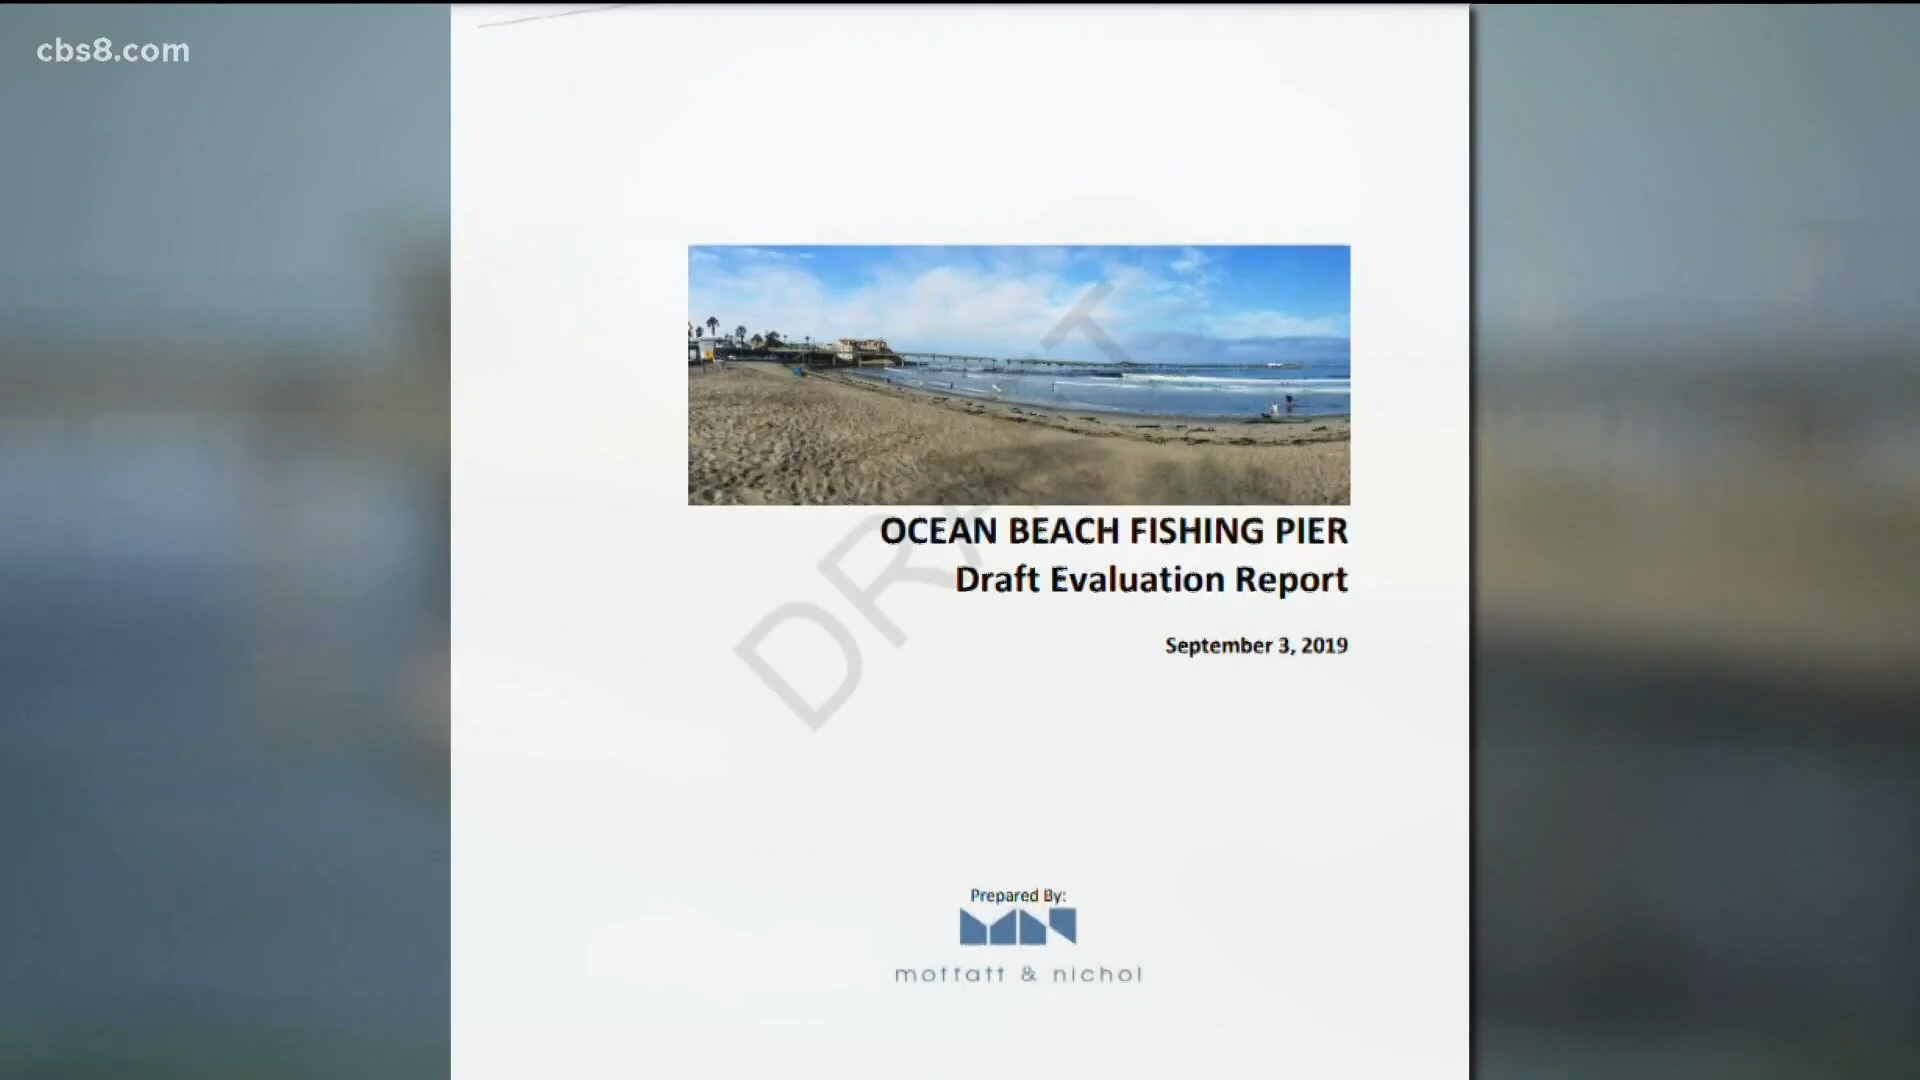 cbs8.com
DRAFT
OCEAN BEACH FISHING PIER
Draft Evaluation Report
September 3, 2019
Prepared By:
moffatt & nichol